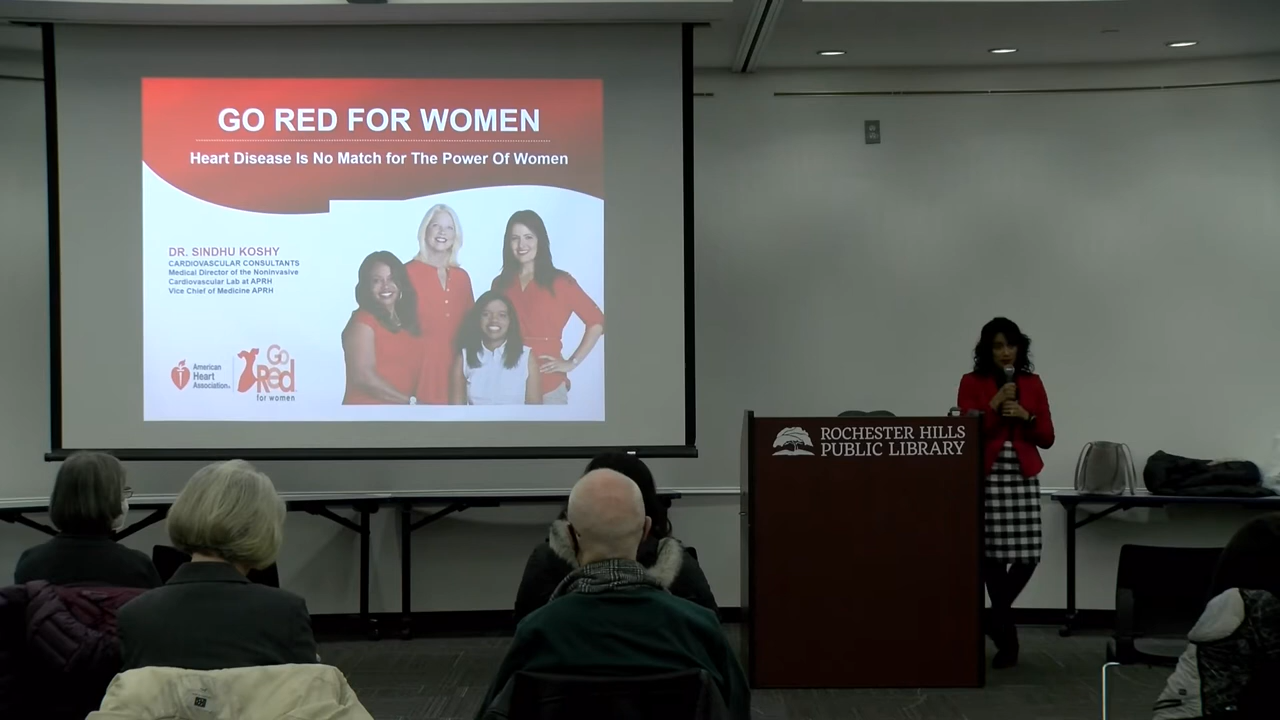 GO RED FOR WOMEN
Heart Disease Is No Match for The Power Of Women
DR. SINDHU KOSHY
CARDIOVASCULAR CONSULTANTS
Medical Director of the Noninvasive
Cardiovascular Lab at APRH
Vice Chief of Medicine APRH
American
Heart
Association.
Go
Red
for women
ROCHESTER HILLS
PUBLIC LIBRARY